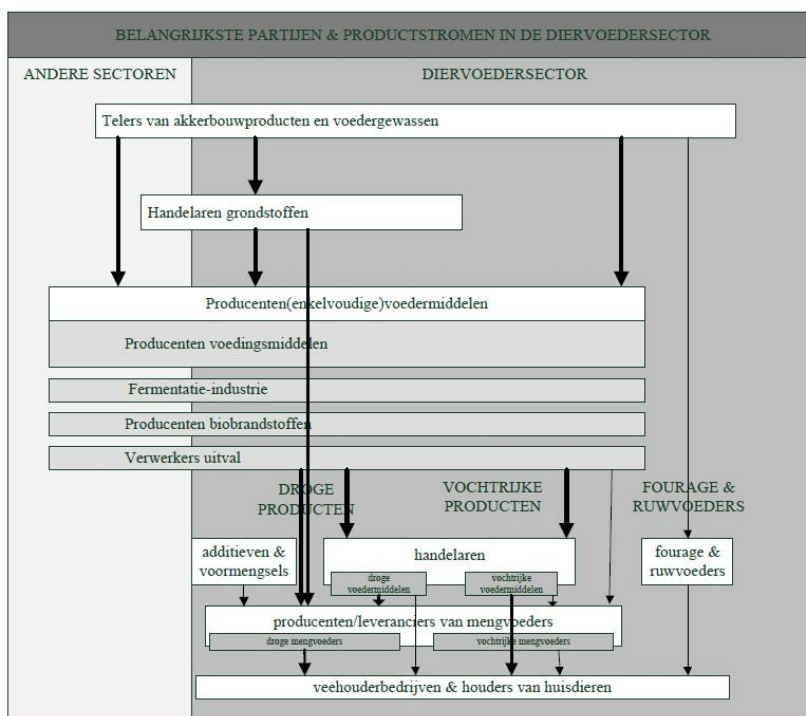 BELANGRIJKSTE PARTIJEN & PRODUCTSTROMEN IN DE DIERVOEDERSECTOR
ANDERE SECTOREN
DIERVOEDERSECTOR
Telers van akkerbouwproducten en voedergewassen
Handelaren grondstoffen
Producenten(enkelvoudige)voedermiddelen
Producenten voedingsmiddelen
Fermentatie-industrie
Producenten biobrandstoffen
Verwerkers uitval
DROGE
PRODUCTEN
VOCHTRIJKE
PRODUCTEN
FOURAGE &
RUWVOEDERS
additieven &
voormengsels
handelaren
droge
voedermiddelen
vochtrijke
voedermiddelen
fourage &
ruwvoeders
producenten/leveranciers van mengvoeders
droge mengvoeders
vochtrijke mengvoeders
veehouderbedrijven & houders van huisdieren